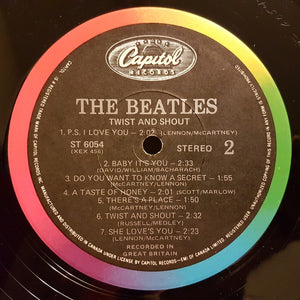 Capitol
RECORDS
THE BEATLES
TWIST AND SHOUT
1. P.S. I LOVE YOU – 2:02 (LENNON/McCARTNEY)
ST 6054
(XEX 456)
STEREO 2
2. BABY IT'S YOU – 2:33
(DAVID/WILLIAM/BACHARACH)
3. DO YOU WANT TO KNOW A SECRET – 1:55
(McCARTNEY/LENNON)
4. A TASTE OF HONEY – 2:01 (SCOTT/MARLOW)
5. THERE'S A PLACE – 1:50
(McCARTNEY/LENNON)
6. TWIST AND SHOUT – 2:32
(RUSSELL/MEDLEY)
7. SHE'S LOVE YOU – 2:23
(LENNON/McCARTNEY)
RECORDED IN
GREAT BRITAIN